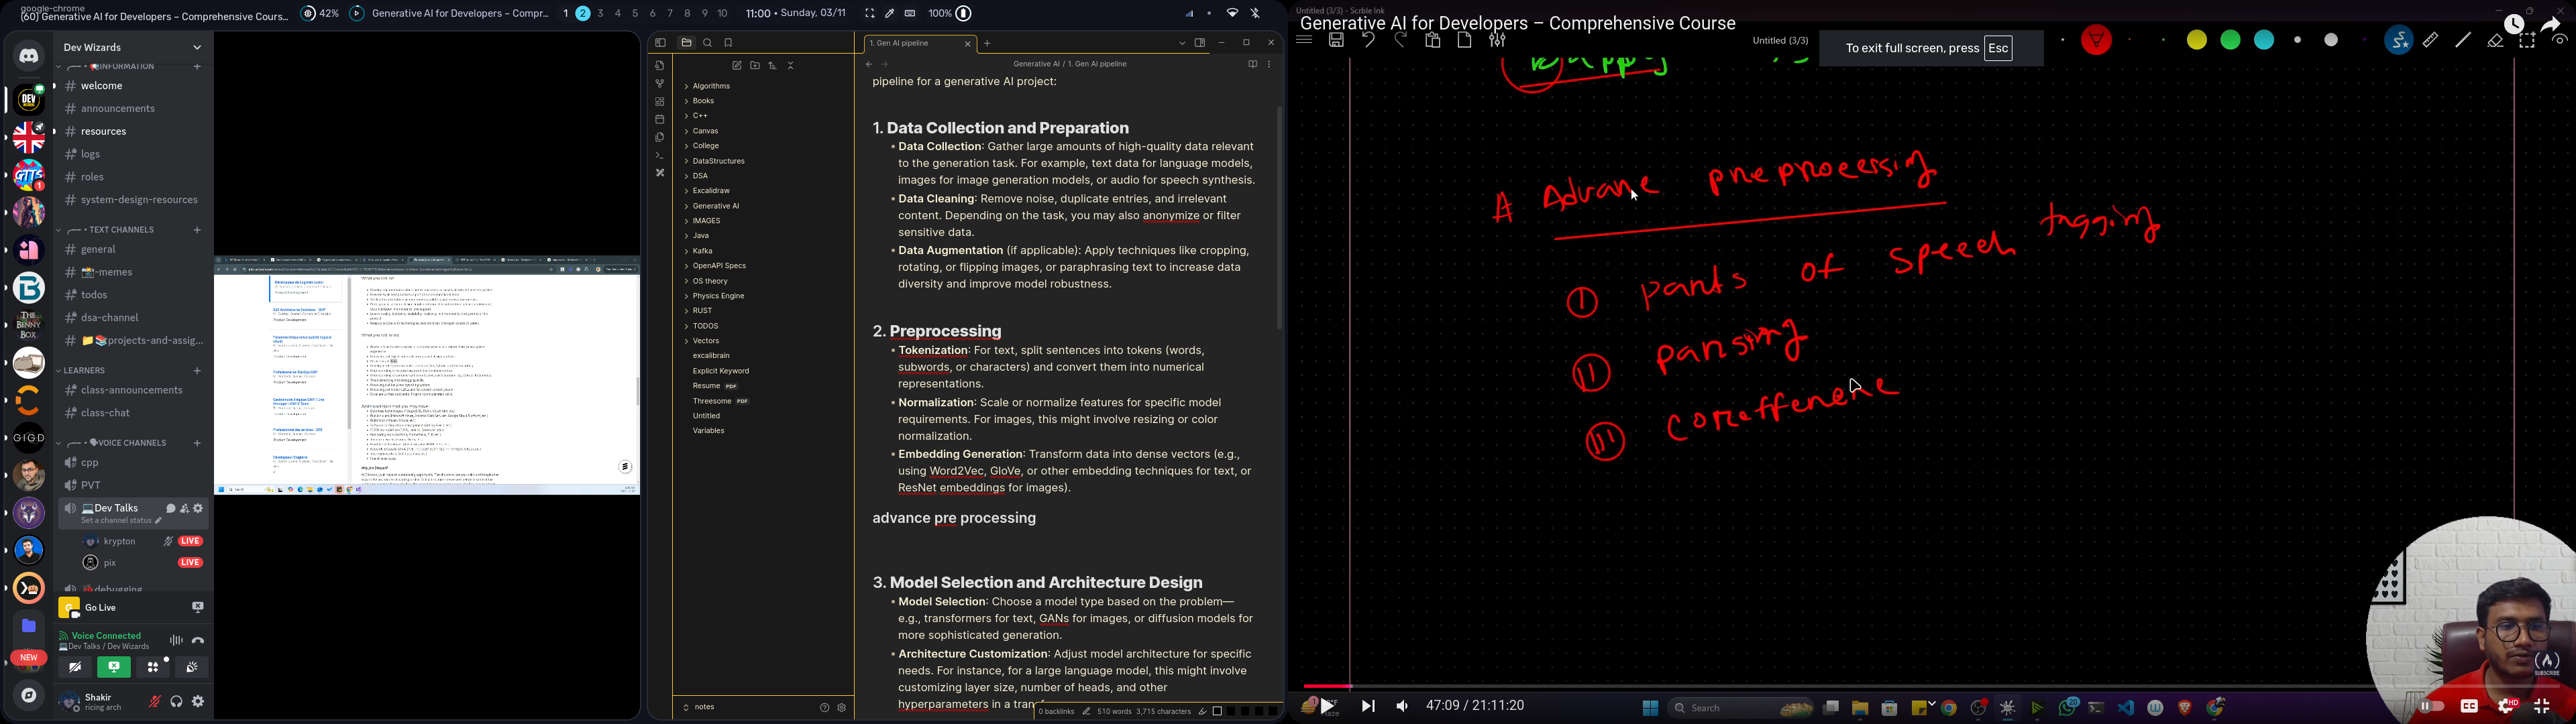 google-chrome
(60) Generative AI for Developers – Comprehensive Course...
42%
Generative AI for Developers – Compr...
1 2 3 4 5 6 7 8 9 10
11:00 • Sunday, 03/11
100%
Dev Wizards
INFORMATION
welcome
announcements
resources
logs
roles
system-design-resources
TEXT CHANNELS
general
-memes
todos
dsa-channel
projects-and-assig...
LEARNERS
class-announcements
class-chat
VOICE CHANNELS
cpp
PVT
Dev Talks
Set a channel status
krypton LIVE
pix LIVE
debugging
Go Live
Voice Connected
Dev Talks / Dev Wizards
NEW
Shakir
ricing arch
DEV
GTTS
1
THE BENNY BOX
GFGD
Algorithms
Books
C++
Canvas
College
DataStructures
DSA
Excalidraw
Generative AI
IMAGES
Java
Kafka
OpenAPI Specs
OS theory
Physics Engine
RUST
TODOS
Vectors
excalibrain
Explicit Keyword
Resume PDF
Threesome PDF
Untitled
Variables
notes
1. Gen AI pipeline
Generative AI / 1. Gen AI pipeline
pipeline for a generative AI project:
1. Data Collection and Preparation
• Data Collection: Gather large amounts of high-quality data relevant
to the generation task. For example, text data for language models,
images for image generation models, or audio for speech synthesis.
• Data Cleaning: Remove noise, duplicate entries, and irrelevant
content. Depending on the task, you may also anonymize or filter
sensitive data.
• Data Augmentation (if applicable): Apply techniques like cropping,
rotating, or flipping images, or paraphrasing text to increase data
diversity and improve model robustness.
2. Preprocessing
• Tokenization: For text, split sentences into tokens (words,
subwords, or characters) and convert them into numerical
representations.
• Normalization: Scale or normalize features for specific model
requirements. For images, this might involve resizing or color
normalization.
• Embedding Generation: Transform data into dense vectors (e.g.,
using Word2Vec, GloVe, or other embedding techniques for text, or
ResNet embeddings for images).
advance pre processing
3. Model Selection and Architecture Design
• Model Selection: Choose a model type based on the problem—
e.g., transformers for text, GANs for images, or diffusion models for
more sophisticated generation.
• Architecture Customization: Adjust model architecture for specific
needs. For instance, for a large language model, this might involve
customizing layer size, number of heads, and other
hyperparameters in a tran
0 backlinks 510 words 3,715 characters
Untitled (3/3) - Scrble Ink
Generative AI for Developers – Comprehensive Course
Untitled (3/3)
To exit full screen, press Esc
# Advane preprocessing
I parts of speech tagging
II parsing
III coreffenene
47:09 / 21:11:20
Search
SUBSCRIBE
CC
HD